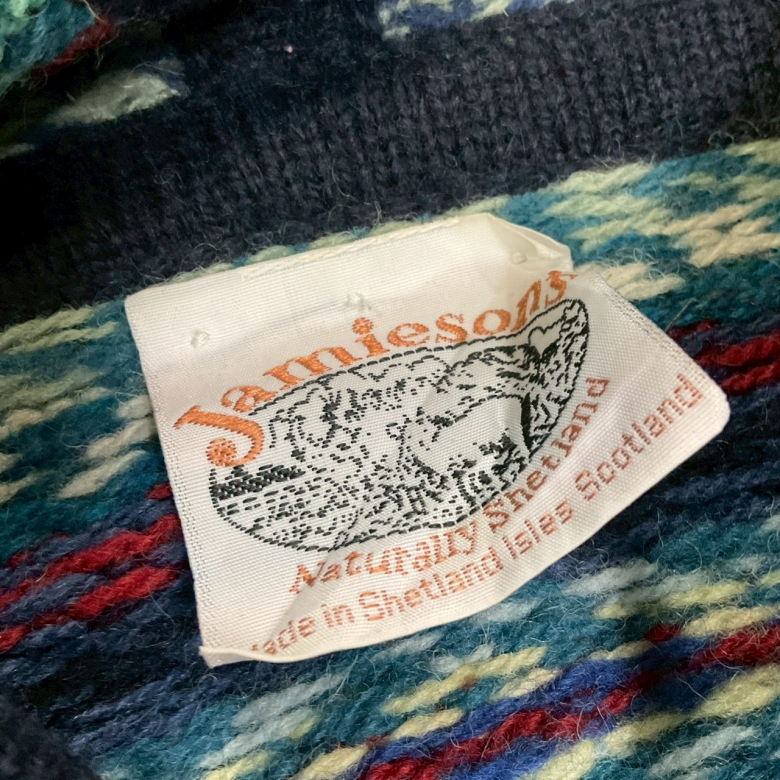 Jamiesons
Naturally Shetland
Made in Shetland Isles Scotland